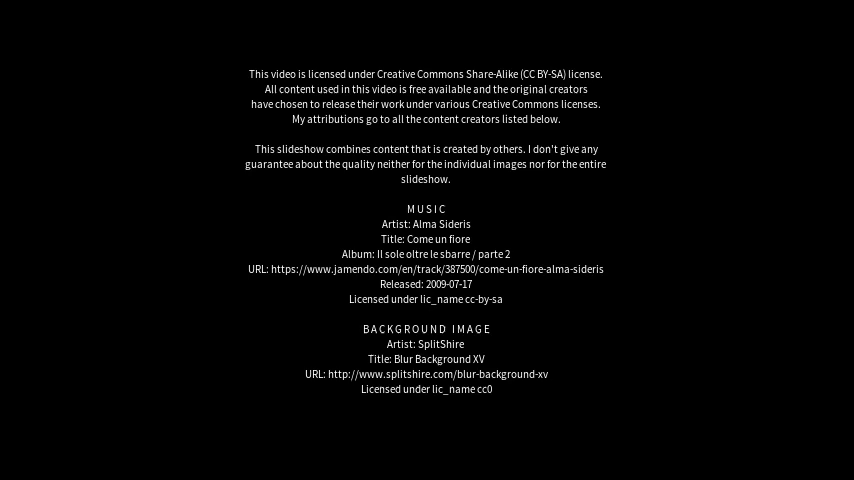 This video is licensed under Creative Commons Share-Alike (CC BY-SA) license.
All content used in this video is free available and the original creators
have chosen to release their work under various Creative Commons licenses.
My attributions go to all the content creators listed below.
This slideshow combines content that is created by others. I don't give any
guarantee about the quality neither for the individual images nor for the entire
slideshow.
MUSIC
Artist: Alma Sideris
Title: Come un fiore
Album: Il sole oltre le sbarre / parte 2
URL: https://www.jamendo.com/en/track/387500/come-un-fiore-alma-sideris
Released: 2009-07-17
Licensed under lic_name cc-by-sa
BACKGROUND IMAGE
Artist: SplitShire
Title: Blur Background XV
URL: http://www.splitshire.com/blur-background-xv
Licensed under lic_name cc0